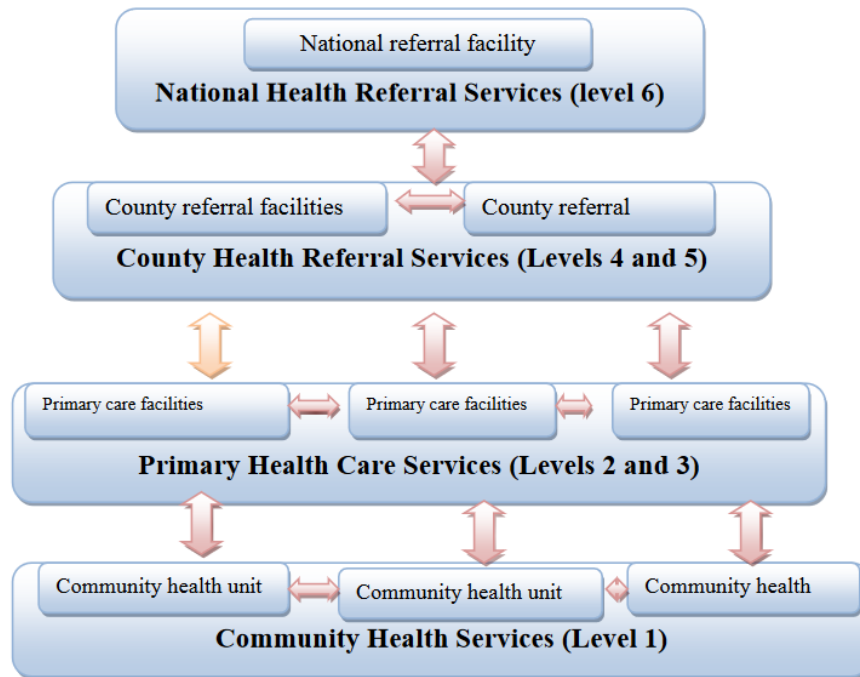 National referral facility
National Health Referral Services (level 6)
County referral facilities
County referral
County Health Referral Services (Levels 4 and 5)
Primary care facilities
Primary care facilities
Primary care facilities
Primary Health Care Services (Levels 2 and 3)
Community health unit
Community health unit
Community health
Community Health Services (Level 1)